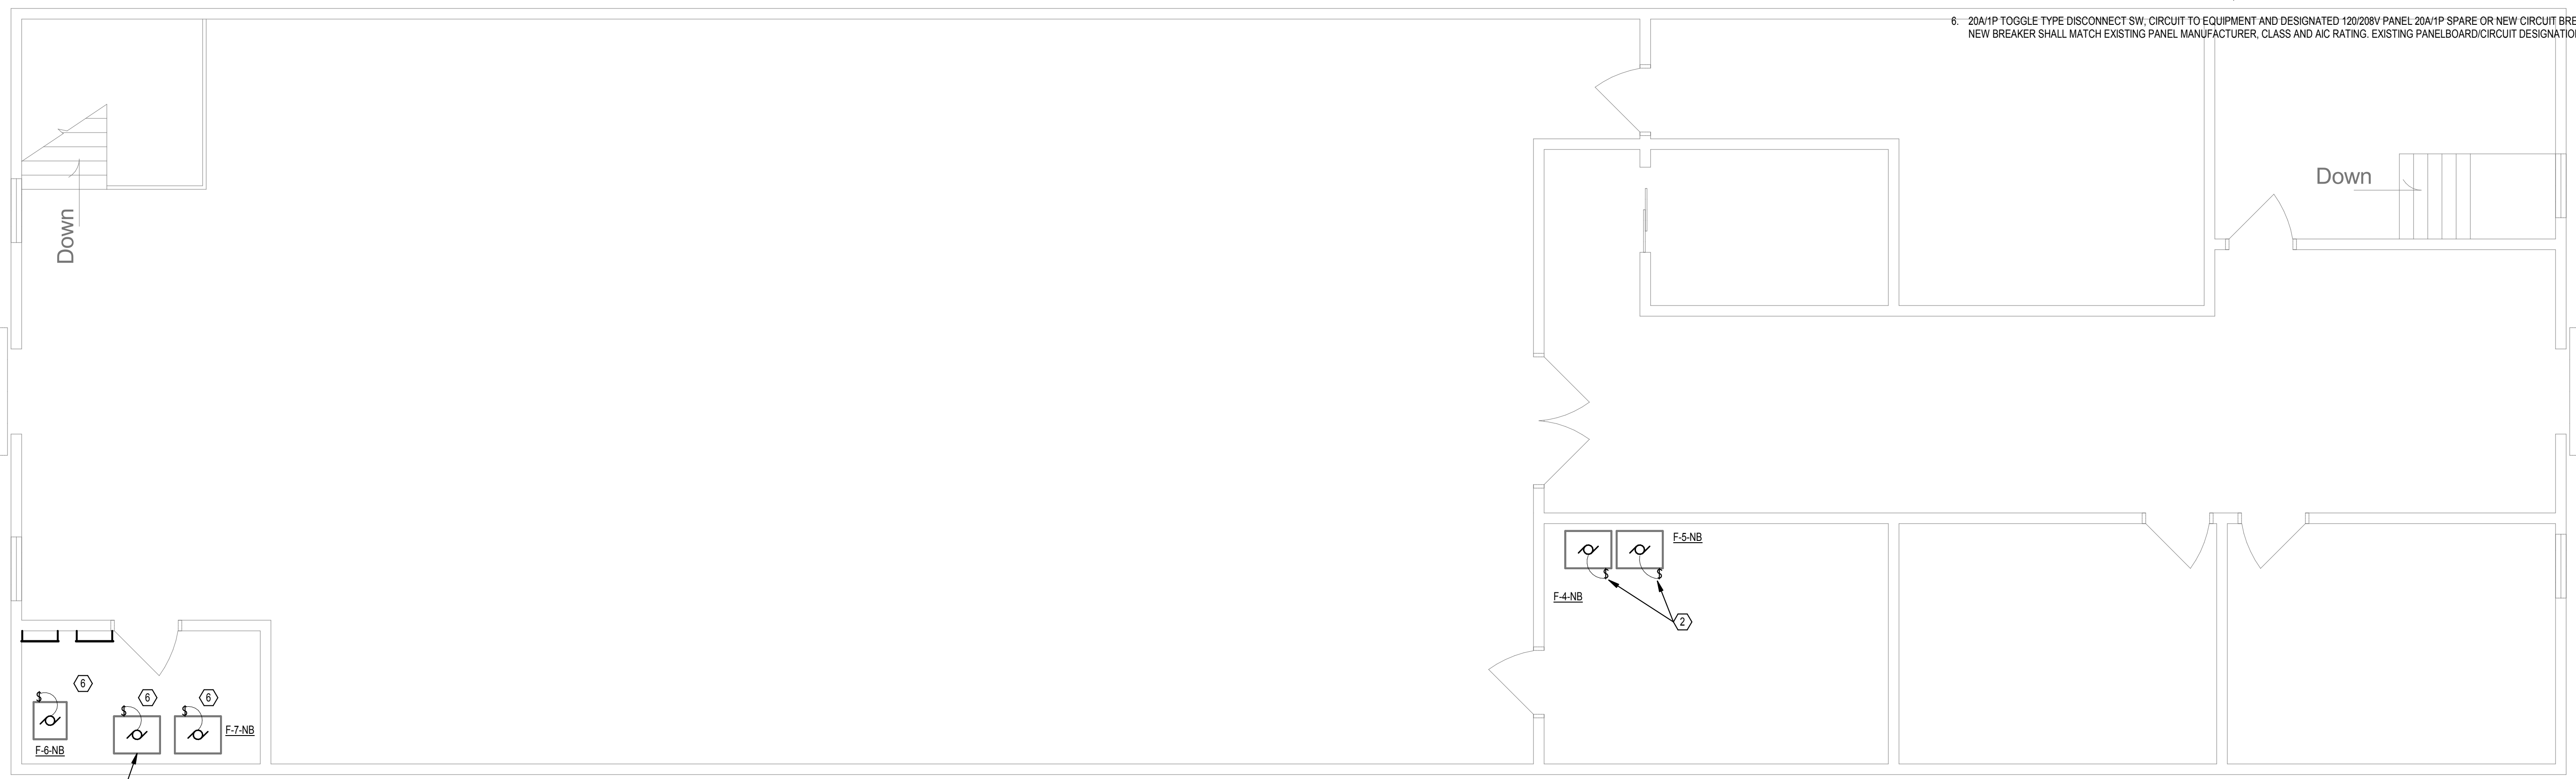 6. 20A/1P TOGGLE TYPE DISCONNECT SW, CIRCUIT TO EQUIPMENT AND DESIGNATED 120/208V PANEL 20A/1P SPARE OR NEW CIRCUIT BRE
NEW BREAKER SHALL MATCH EXISTING PANEL MANUFACTURER, CLASS AND AIC RATING. EXISTING PANELBOARD/CIRCUIT DESIGNATIO
Down
Down
F-5-NB
$
$
F-4-NB
2
6
6
6
$
$
$
F-7-NB
F-6-NB